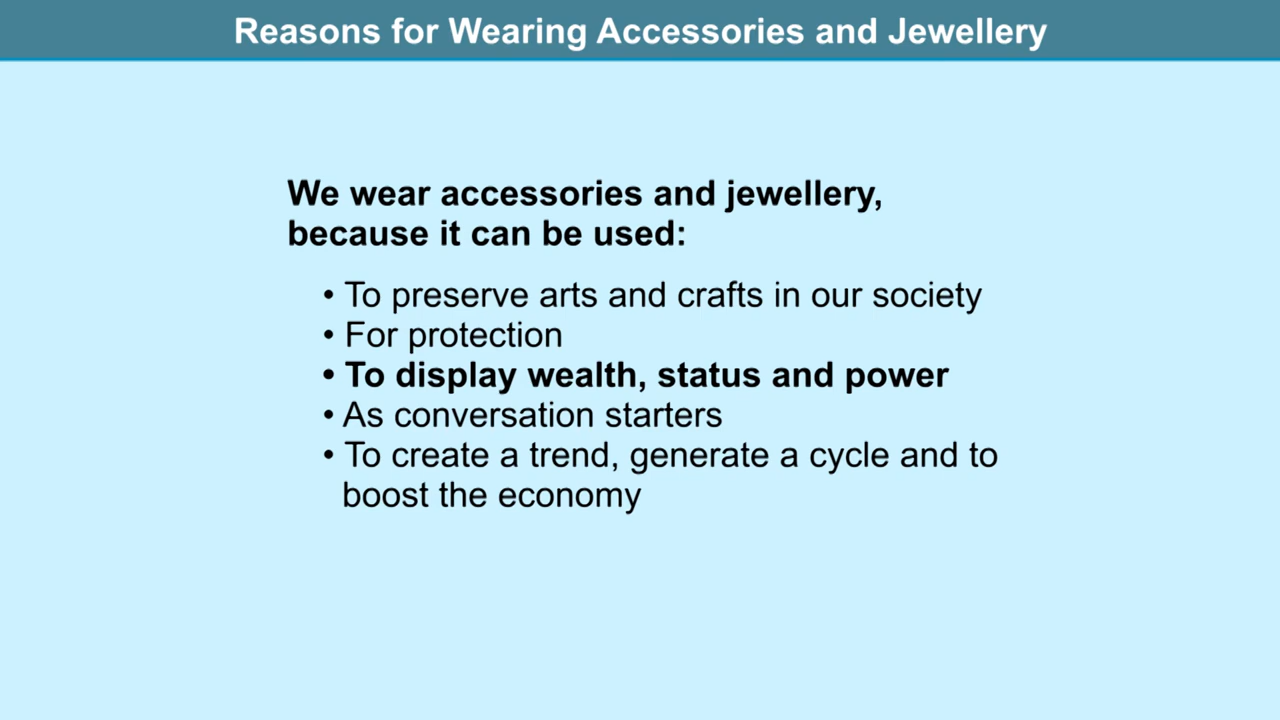 Reasons for Wearing Accessories and Jewellery
We wear accessories and jewellery,
because it can be used:
• To preserve arts and crafts in our society
• For protection
• To display wealth, status and power
• As conversation starters
• To create a trend, generate a cycle and to
boost the economy